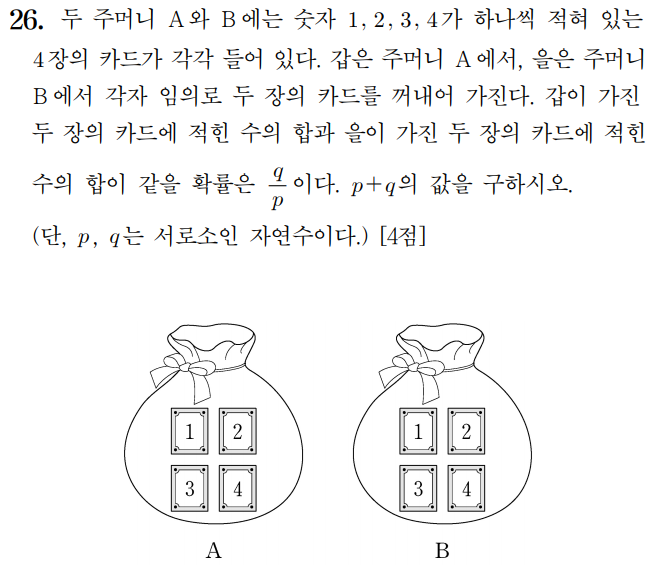 26. 두 주머니 A와 B에는 숫자 1, 2, 3, 4가 하나씩 적혀 있는
4장의 카드가 각각 들어 있다. 갑은 주머니 A에서, 을은 주머니
B에서 각자 임의로 두 장의 카드를 꺼내어 가진다. 갑이 가진
두 장의 카드에 적힌 수의 합과 을이 가진 두 장의 카드에 적힌
수의 합이 같을 확률은 q/p이다. p+q의 값을 구하시오.
(단, p, q는 서로소인 자연수이다.) [4점]
1 2 1 2
3 4 3 4
A B